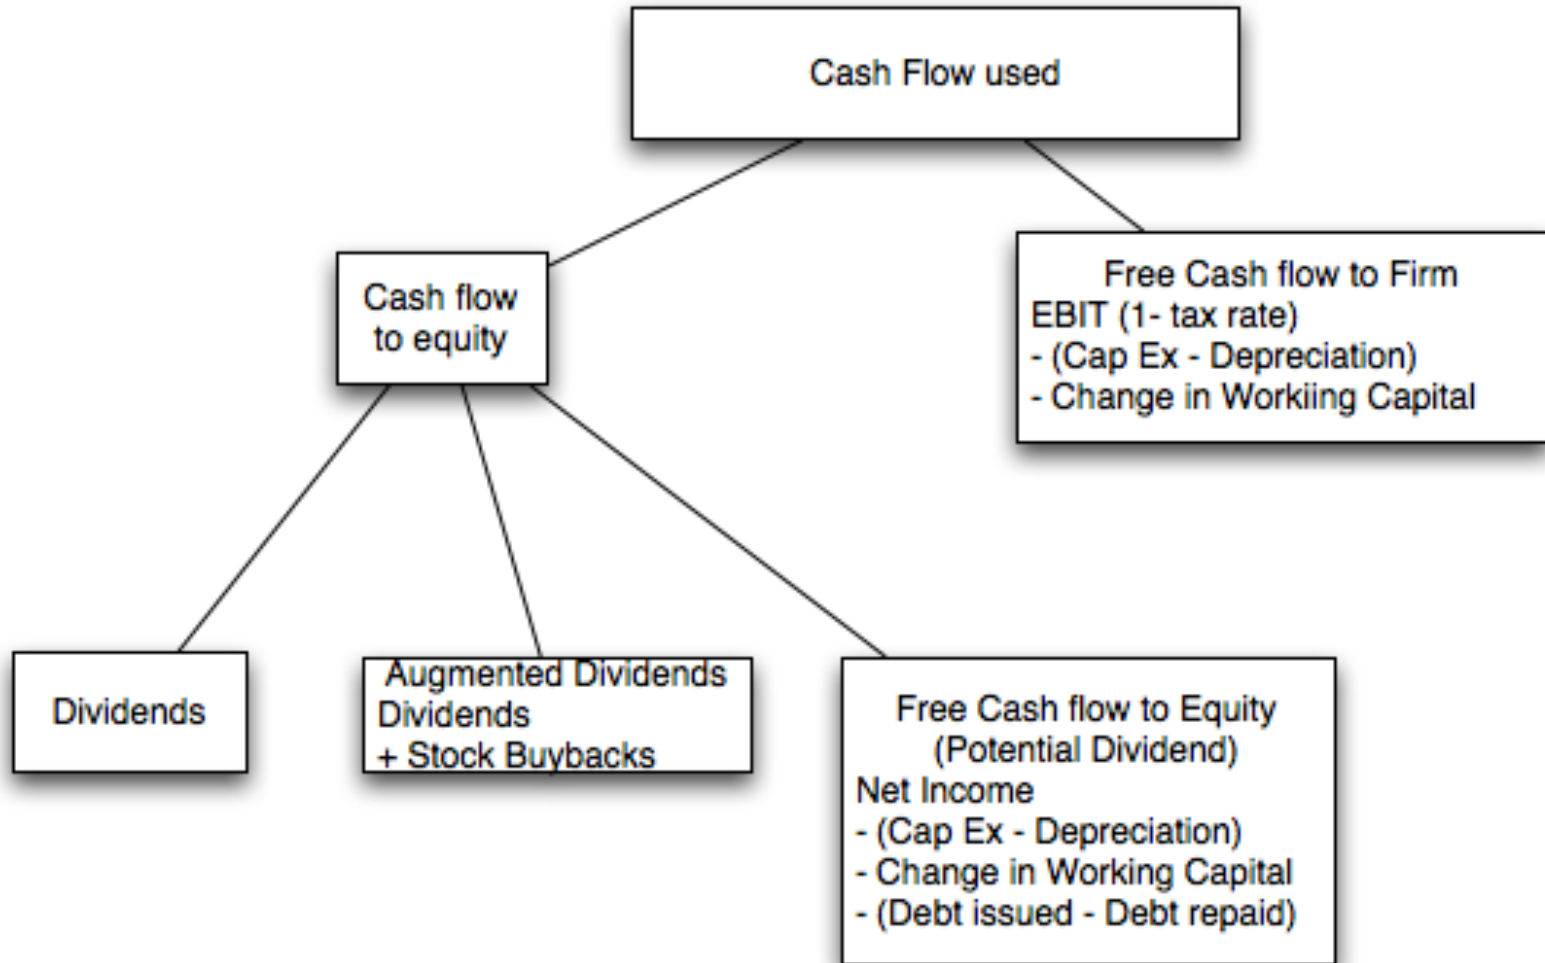 Cash Flow used
Cash flow
to equity
Free Cash flow to Firm
EBIT (1- tax rate)
- (Cap Ex - Depreciation)
- Change in Workiing Capital
Dividends
Augmented Dividends
Dividends
+ Stock Buybacks
Free Cash flow to Equity
(Potential Dividend)
Net Income
- (Cap Ex - Depreciation)
- Change in Working Capital
- (Debt issued - Debt repaid)